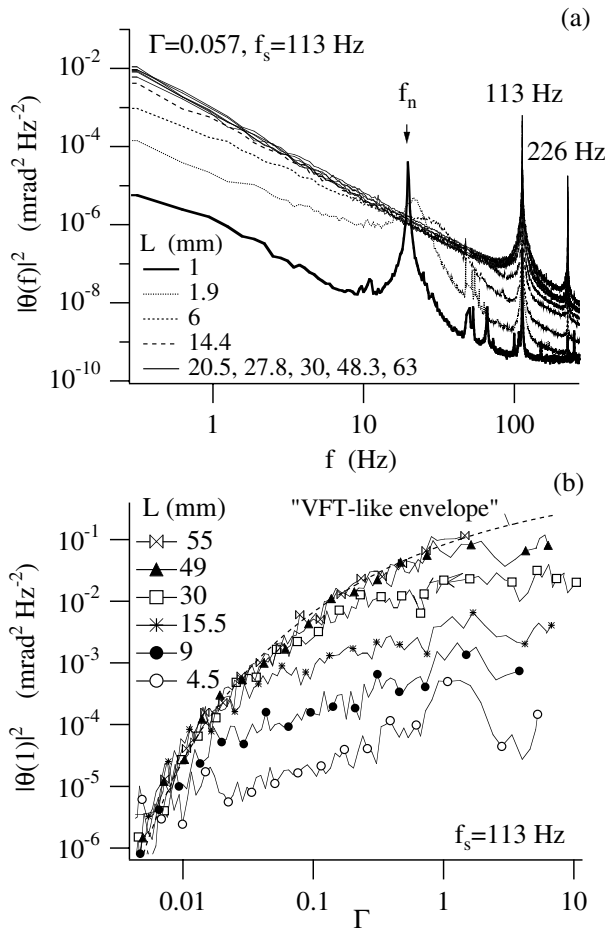 (a)
Γ=0.057, f_s=113 Hz
10^-2
10^-4
10^-6
10^-8
10^-10
|θ(f)|² (mrad² Hz^-2)
f_n
113 Hz
226 Hz
L (mm)
1
1.9
6
14.4
20.5, 27.8, 30, 48.3, 63
1 10 100
f (Hz)
(b)
L (mm)
"VFT-like envelope"
55
49
30
15.5
9
4.5
10^-1
10^-2
10^-3
10^-4
10^-5
10^-6
|θ(1)|² (mrad² Hz^-2)
f_s=113 Hz
0.01 0.1 1 10
Γ